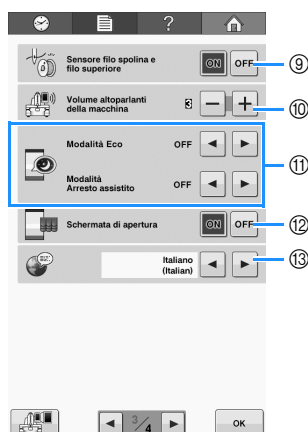 ?
Sensore filo spolina e
filo superiore
ON OFF
⑨
Volume altoparlanti
della macchina
3 − +
⑩
Modalità Eco OFF
⑪
Modalità
Arresto assistito OFF
Schermata di apertura ON OFF
⑫
Italiano
(Italian)
⑬
3/4
OK